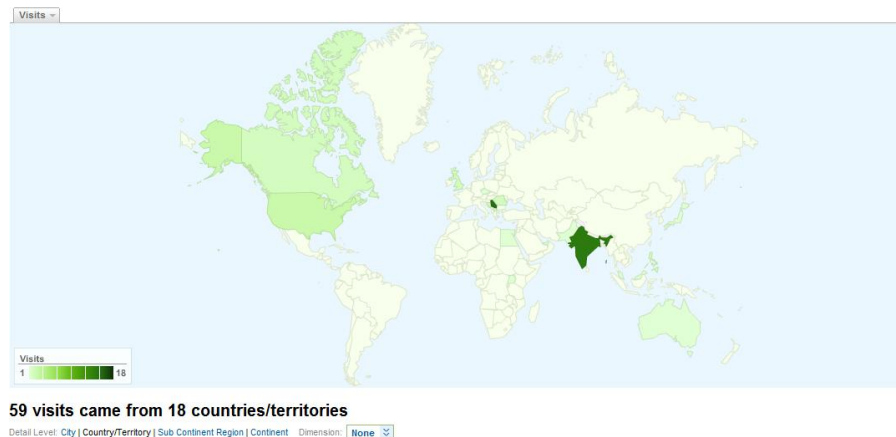 Visits
Visits
1 18
59 visits came from 18 countries/territories
Detail Level: City | Country/Territory | Sub Continent Region | Continent Dimension: None